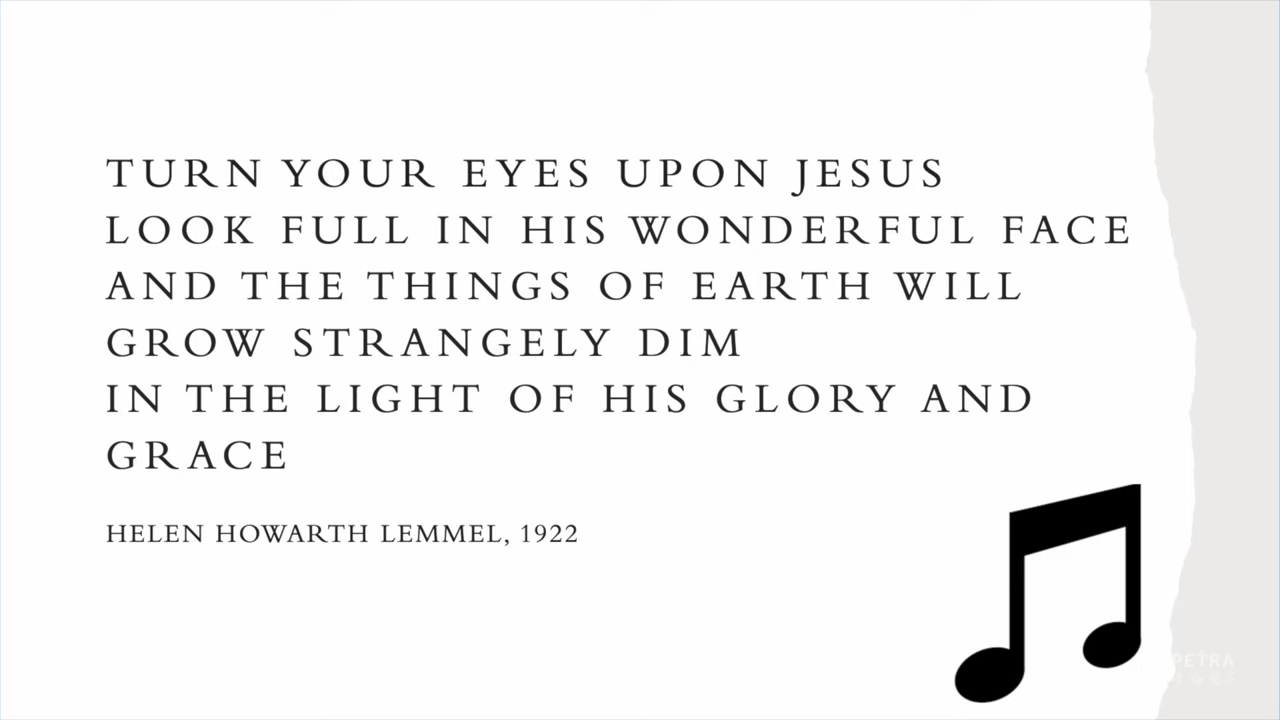 TURN YOUR EYES UPON JESUS
LOOK FULL IN HIS WONDERFUL FACE
AND THE THINGS OF EARTH WILL
GROW STRANGELY DIM
IN THE LIGHT OF HIS GLORY AND
GRACE
HELEN HOWARTH LEMMEL, 1922
PETRA